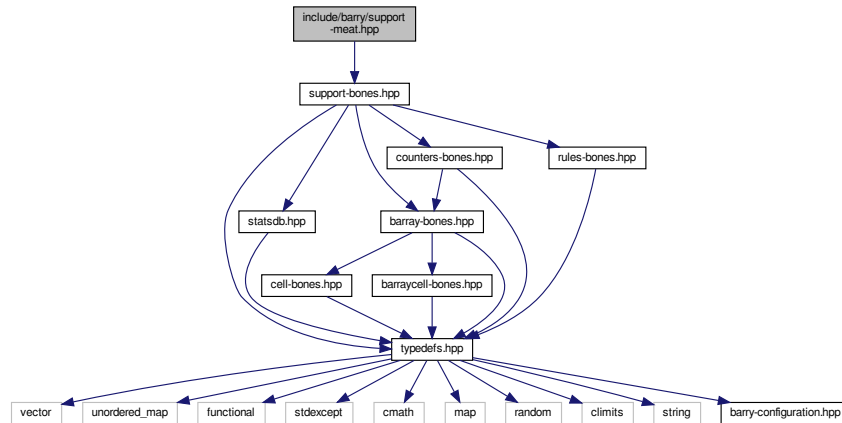 include/barry/support
-meat.hpp
support-bones.hpp
counters-bones.hpp
rules-bones.hpp
statsdb.hpp
barray-bones.hpp
cell-bones.hpp
barraycell-bones.hpp
typedefs.hpp
vector
unordered_map
functional
stdexcept
cmath
map
random
climits
string
barry-configuration.hpp